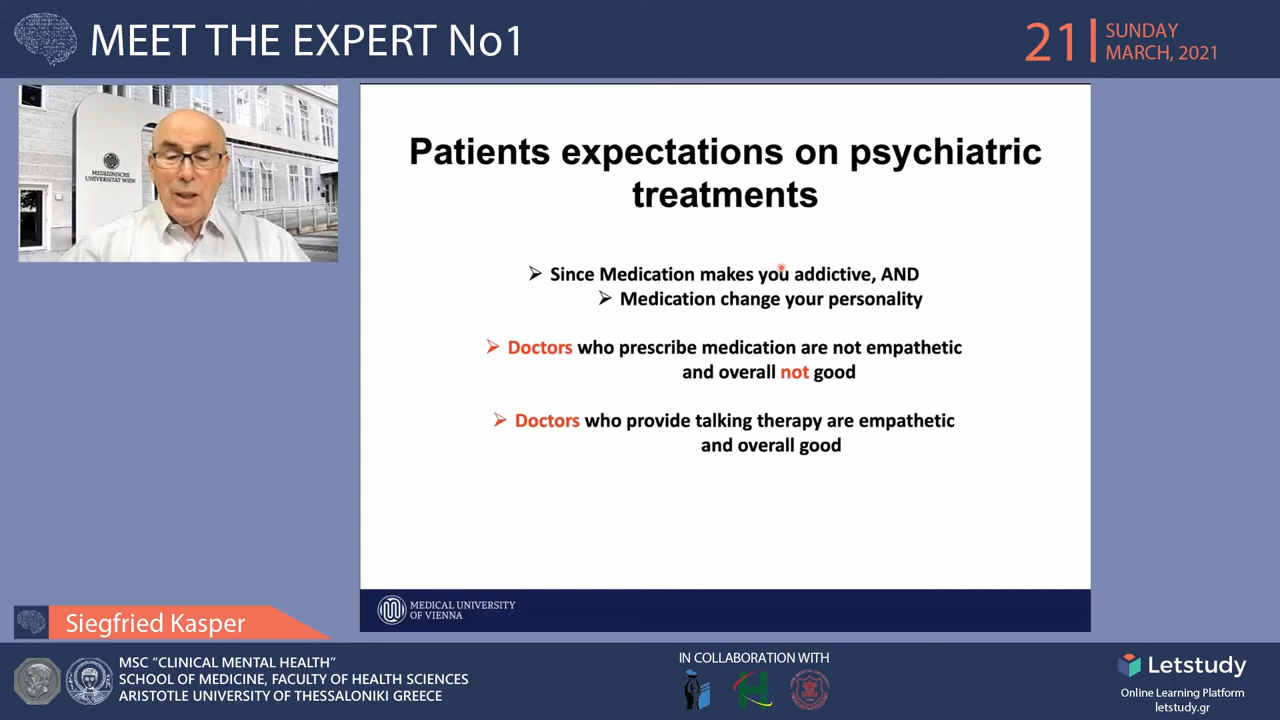 MEET THE EXPERT No1
21
SUNDAY
MARCH, 2021
MEDIZINISCHE
UNIVERSITÄT WIEN
Patients expectations on psychiatric
treatments
➢ Since Medication makes you addictive, AND
➢ Medication change your personality
➢ Doctors who prescribe medication are not empathetic
and overall not good
➢ Doctors who provide talking therapy are empathetic
and overall good
MEDICAL UNIVERSITY
OF VIENNA
Siegfried Kasper
MSC “CLINICAL MENTAL HEALTH”
SCHOOL OF MEDICINE, FACULTY OF HEALTH SCIENCES
ARISTOTLE UNIVERSITY OF THESSALONIKI GREECE
IN COLLABORATION WITH
Letstudy
Online Learning Platform
letstudy.gr